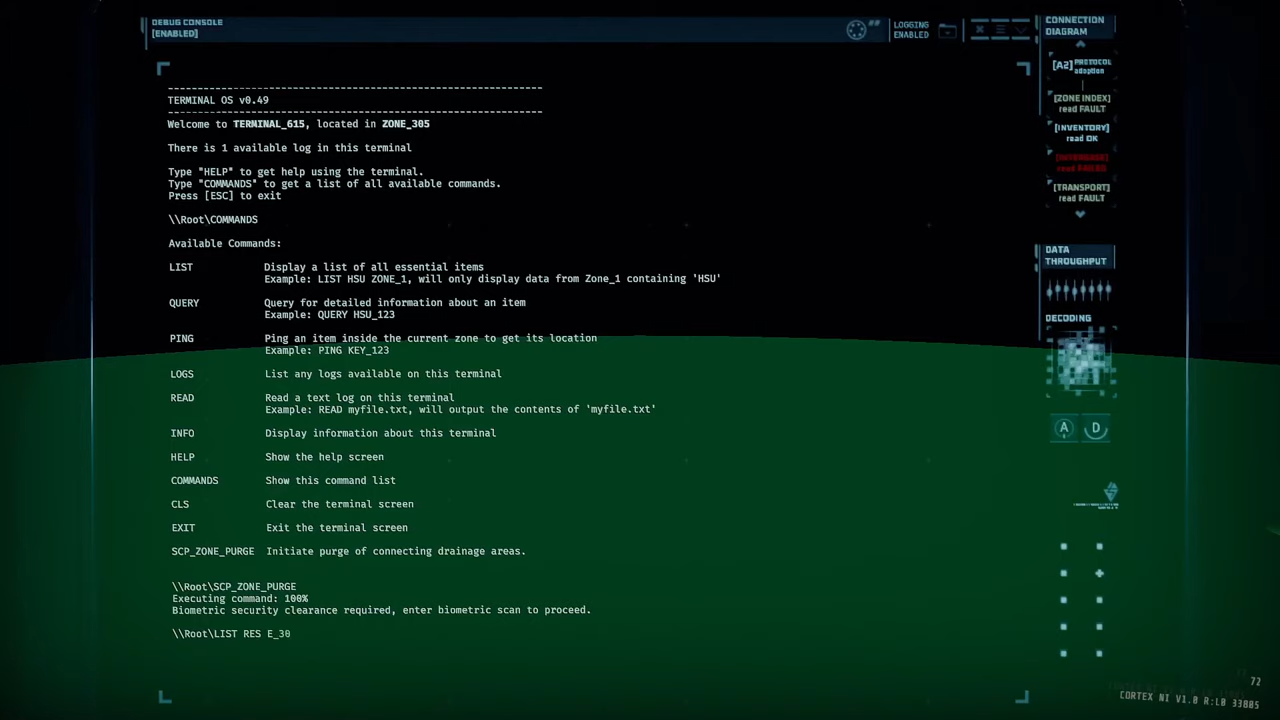 DEBUG CONSOLE
[ENABLED]
LOGGING
ENABLED
CONNECTION
DIAGRAM
[A2] PROTOCOL
adoption
[ZONE INDEX]
read FAULT
[INVENTORY]
read OK
read FAILED
[TRANSPORT]
read FAULT
DATA
THROUGHPUT
DECODING
A D
------------------------------------------------------------------
TERMINAL OS v0.49
------------------------------------------------------------------
Welcome to TERMINAL_615, located in ZONE_305
There is 1 available log in this terminal
Type "HELP" to get help using the terminal.
Type "COMMANDS" to get a list of all available commands.
Press [ESC] to exit
\\Root\COMMANDS
Available Commands:
LIST Display a list of all essential items
Example: LIST HSU ZONE_1, will only display data from Zone_1 containing 'HSU'
QUERY Query for detailed information about an item
Example: QUERY HSU_123
PING Ping an item inside the current zone to get its location
Example: PING KEY_123
LOGS List any logs available on this terminal
READ Read a text log on this terminal
Example: READ myfile.txt, will output the contents of 'myfile.txt'
INFO Display information about this terminal
HELP Show the help screen
COMMANDS Show this command list
CLS Clear the terminal screen
EXIT Exit the terminal screen
SCP_ZONE_PURGE Initiate purge of connecting drainage areas.
\\Root\SCP_ZONE_PURGE
Executing command: 100%
Biometric security clearance required, enter biometric scan to proceed.
\\Root\LIST RES E_30
72
CORTEX NI V1.0 R:L0 33805